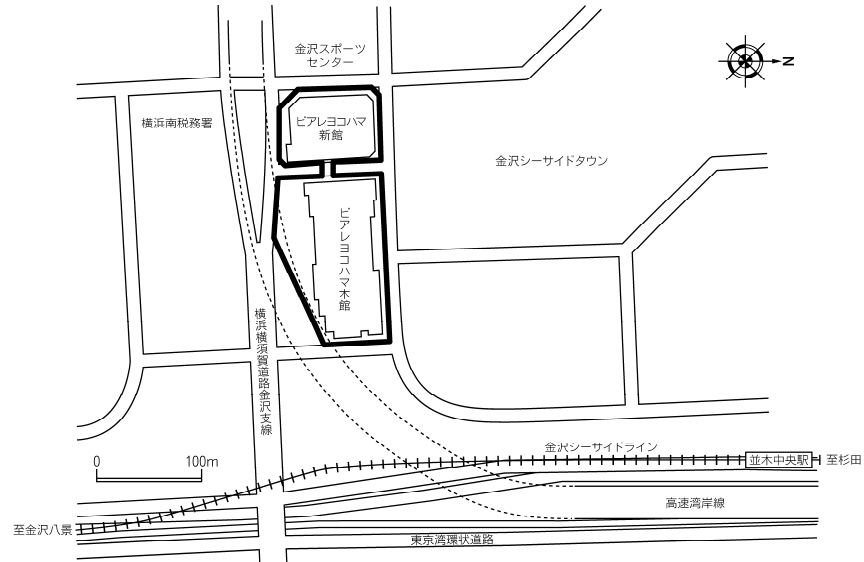 金沢スポーツ
センター
N
横浜南税務署
ビアレヨコハマ
新館
金沢シーサイドタウン
ビアレヨコハマ本館
横浜横須賀道路金沢支線
0 100m
金沢シーサイドライン
並木中央駅
至杉田
高速湾岸線
至金沢八景
東京湾環状道路